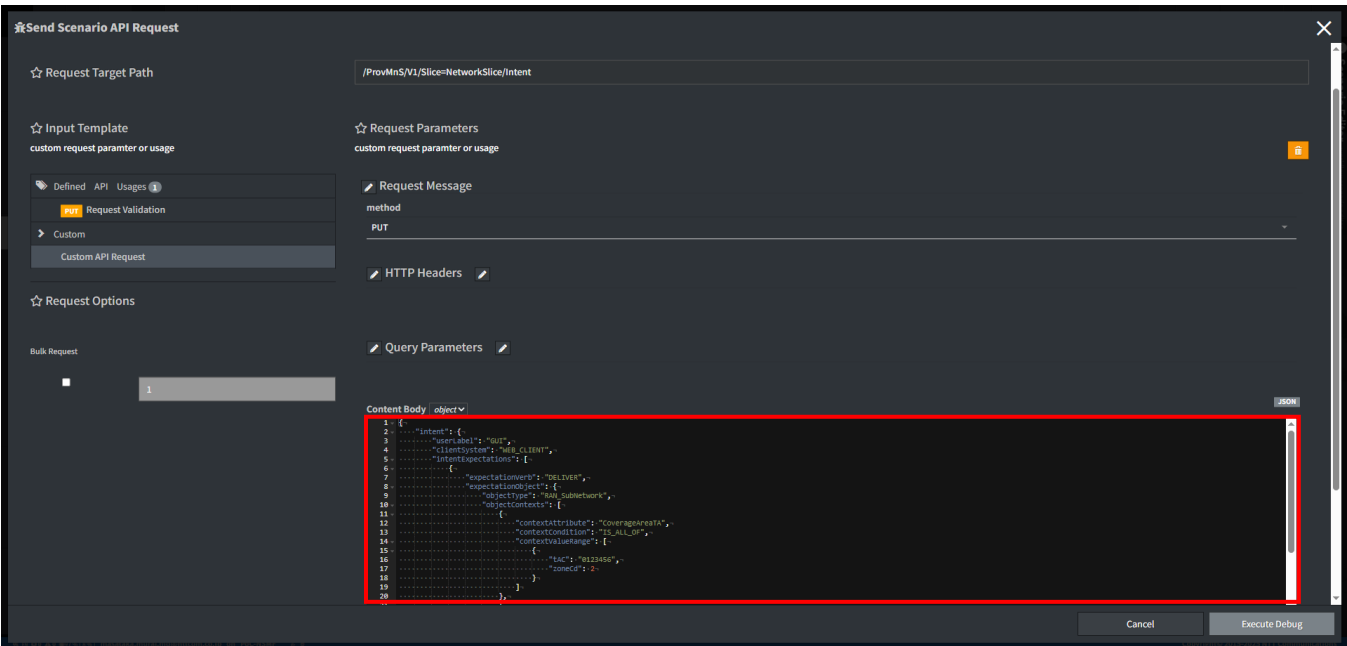 Send Scenario API Request
Request Target Path
/ProvMnS/V1/Slice=NetworkSlice/Intent
Input Template
custom request paramter or usage
Defined API Usages 1
PUT Request Validation
Custom
Custom API Request
Request Options
Bulk Request
1
Request Parameters
custom request paramter or usage
Request Message
method
PUT
HTTP Headers
Query Parameters
Content Body object
JSON
1 {
2 "intent": {
3 "userLabel": "GUI",
4 "clientSystem": "WEB_CLIENT",
5 "intentExpectations": [
6 {
7 "expectationVerb": "DELIVER",
8 "expectationObject": {
9 "objectType": "RAN_SubNetwork",
10 "objectContexts": [
11 {
12 "contextAttribute": "CoverageAreaTA",
13 "contextCondition": "IS_ALL_OF",
14 "contextValueRange": [
15 {
16 "tAC": "0123456",
17 "zoneCd": 2
18 }
19 ]
20 },
Cancel
Execute Debug